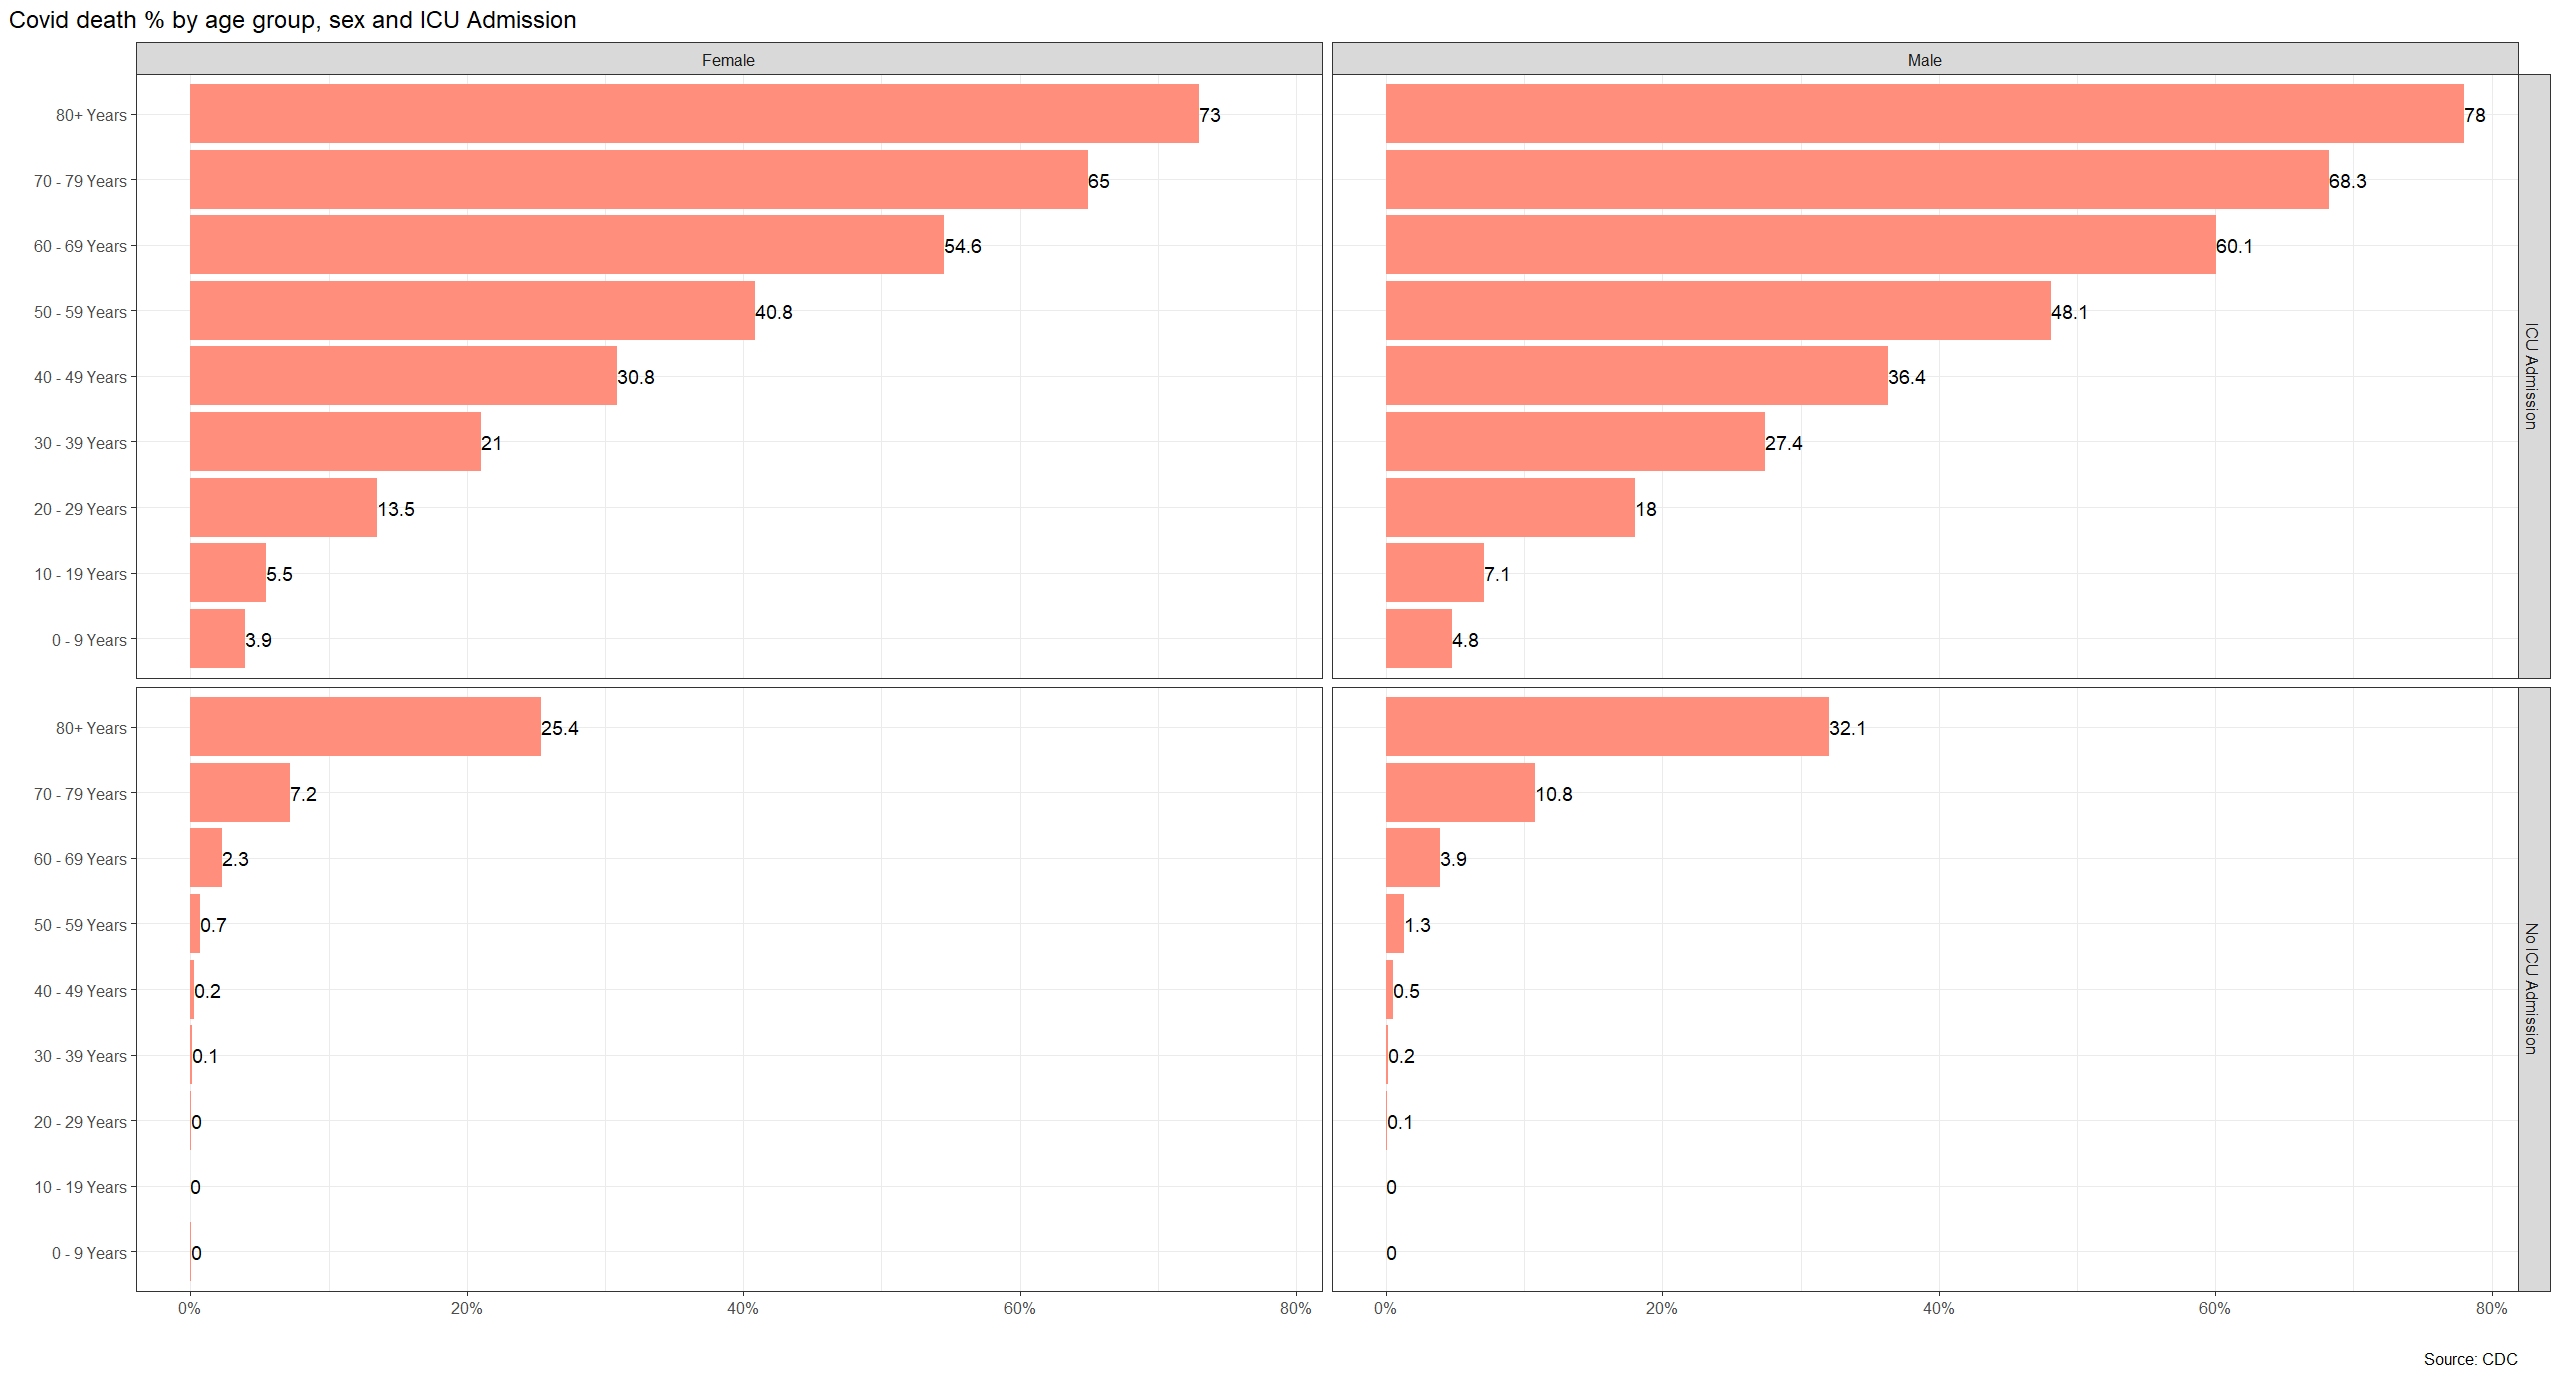 Covid death % by age group, sex and ICU Admission
Female
Male
80+ Years 73 78
70 - 79 Years 65 68.3
60 - 69 Years 54.6 60.1
50 - 59 Years 40.8 48.1
40 - 49 Years 30.8 36.4
30 - 39 Years 21 27.4
20 - 29 Years 13.5 18
10 - 19 Years 5.5 7.1
0 - 9 Years 3.9 4.8
ICU Admission
80+ Years 25.4 32.1
70 - 79 Years 7.2 10.8
60 - 69 Years 2.3 3.9
50 - 59 Years 0.7 1.3
40 - 49 Years 0.2 0.5
30 - 39 Years 0.1 0.2
20 - 29 Years 0 0.1
10 - 19 Years 0 0
0 - 9 Years 0 0
No ICU Admission
0% 20% 40% 60% 80% 0% 20% 40% 60% 80%
Source: CDC